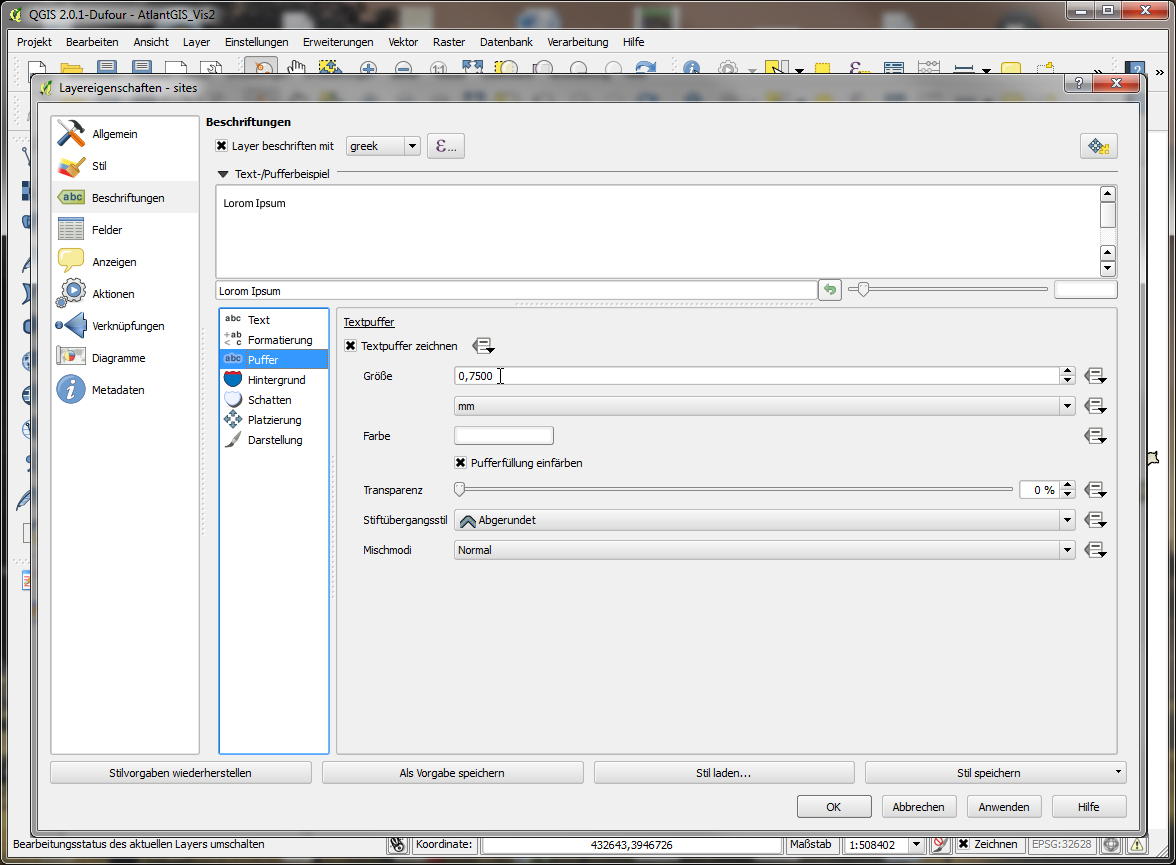 QGIS 2.0.1-Dufour - AtlantGIS_Vis2
Projekt Bearbeiten Ansicht Layer Einstellungen Erweiterungen Vektor Raster Datenbank Verarbeitung Hilfe
Layereigenschaften - sites
Allgemein
Stil
abc Beschriftungen
Felder
Anzeigen
Aktionen
Verknüpfungen
Diagramme
Metadaten
Beschriftungen
Layer beschriften mit greek ε...
Text-/Pufferbeispiel
Lorom Ipsum
Lorom Ipsum
abc Text
+ab < c Formatierung
abc Puffer
Hintergrund
Schatten
Platzierung
Darstellung
Textpuffer
Textpuffer zeichnen
Größe 0,7500
mm
Farbe
Pufferfüllung einfärben
Transparenz 0 %
Stiftübergangsstil Abgerundet
Mischmodi Normal
Stilvorgaben wiederherstellen Als Vorgabe speichern Stil laden... Stil speichern
OK Abbrechen Anwenden Hilfe
Bearbeitungsstatus des aktuellen Layers umschalten Koordinate: 432643,3946726 Maßstab 1:508402 Zeichnen EPSG:32628